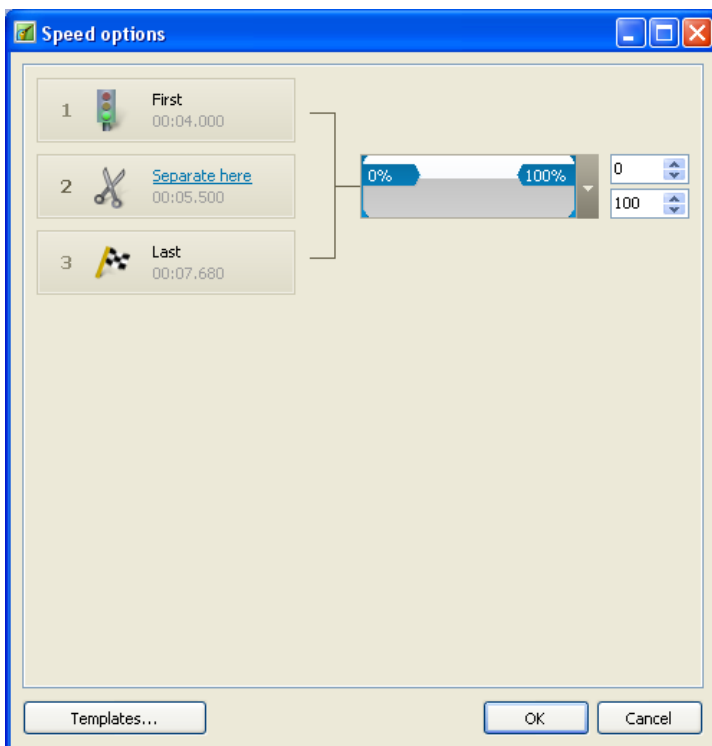 Speed options
1
First
00:04.000
2
Separate here
00:05.500
3
Last
00:07.680
0%
100%
0
100
Templates...
OK
Cancel